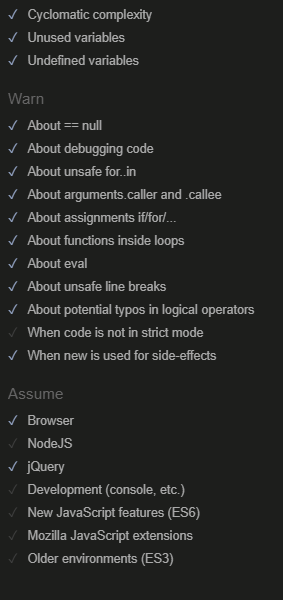 Cyclomatic complexity
Unused variables
Undefined variables
Warn
About == null
About debugging code
About unsafe for..in
About arguments.caller and .callee
About assignments if/for/...
About functions inside loops
About eval
About unsafe line breaks
About potential typos in logical operators
When code is not in strict mode
When new is used for side-effects
Assume
Browser
NodeJS
jQuery
Development (console, etc.)
New JavaScript features (ES6)
Mozilla JavaScript extensions
Older environments (ES3)